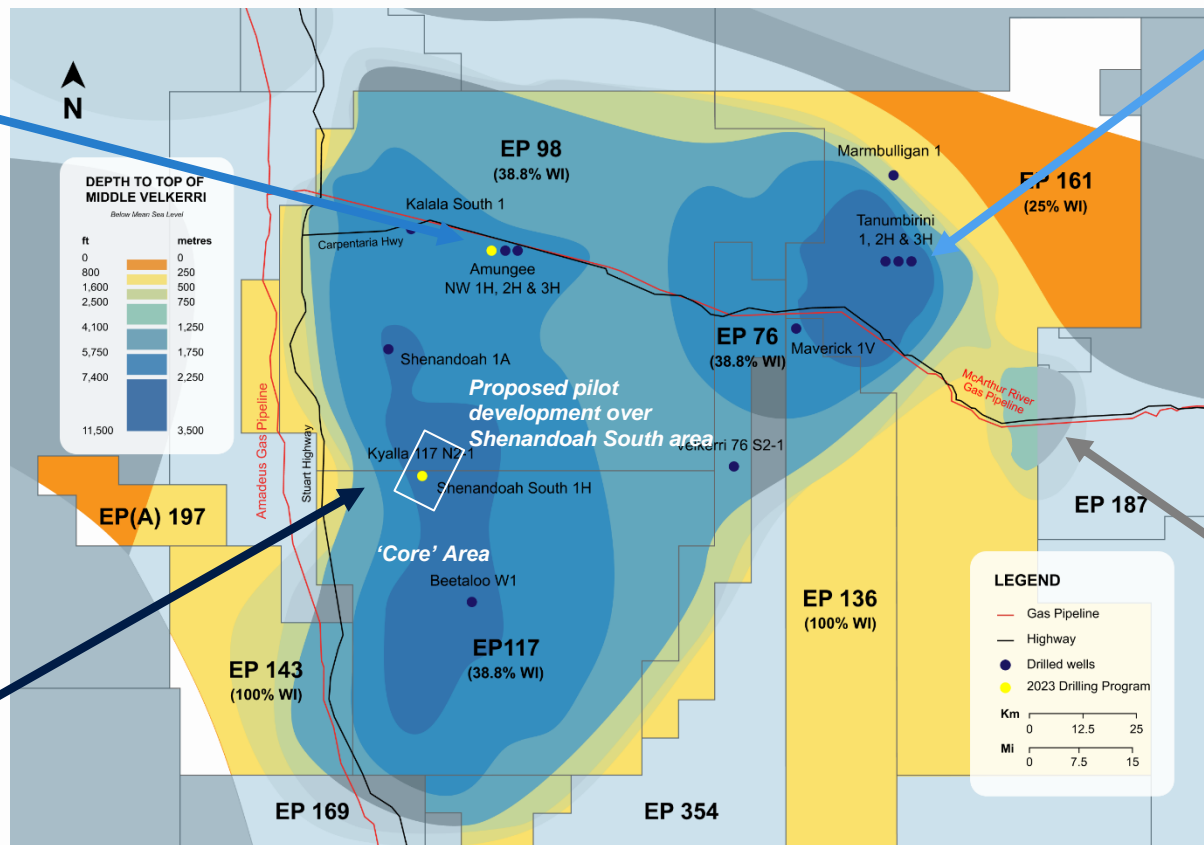 N
DEPTH TO TOP OF
MIDDLE VELKERRI
Below Mean Sea Level
ft metres
0 0
800 250
1,600 500
2,500 750
4,100 1,250
5,750 1,750
7,400 2,250
11,500 3,500
EP 98
(38.8% WI)
Marmbulligan 1
EP 161
(25% WI)
Kalala South 1
Carpentaria Hwy
Tanumbirini
1, 2H & 3H
Amungee
NW 1H, 2H & 3H
EP 76
(38.8% WI)
Maverick 1V
Shenandoah 1A
McArthur River
Gas Pipeline
Proposed pilot
development over
Shenandoah South area
Amadeus Gas Pipeline
Stuart Highway
Kyalla 117 N2-1
Velkerri 76 S2-1
Shenandoah South 1H
EP(A) 197
EP 187
'Core' Area
Beetaloo W1
EP117
(38.8% WI)
EP 136
(100% WI)
EP 143
(100% WI)
LEGEND
Gas Pipeline
Highway
Drilled wells
2023 Drilling Program
Km
0 12.5 25
Mi
0 7.5 15
EP 169
EP 354